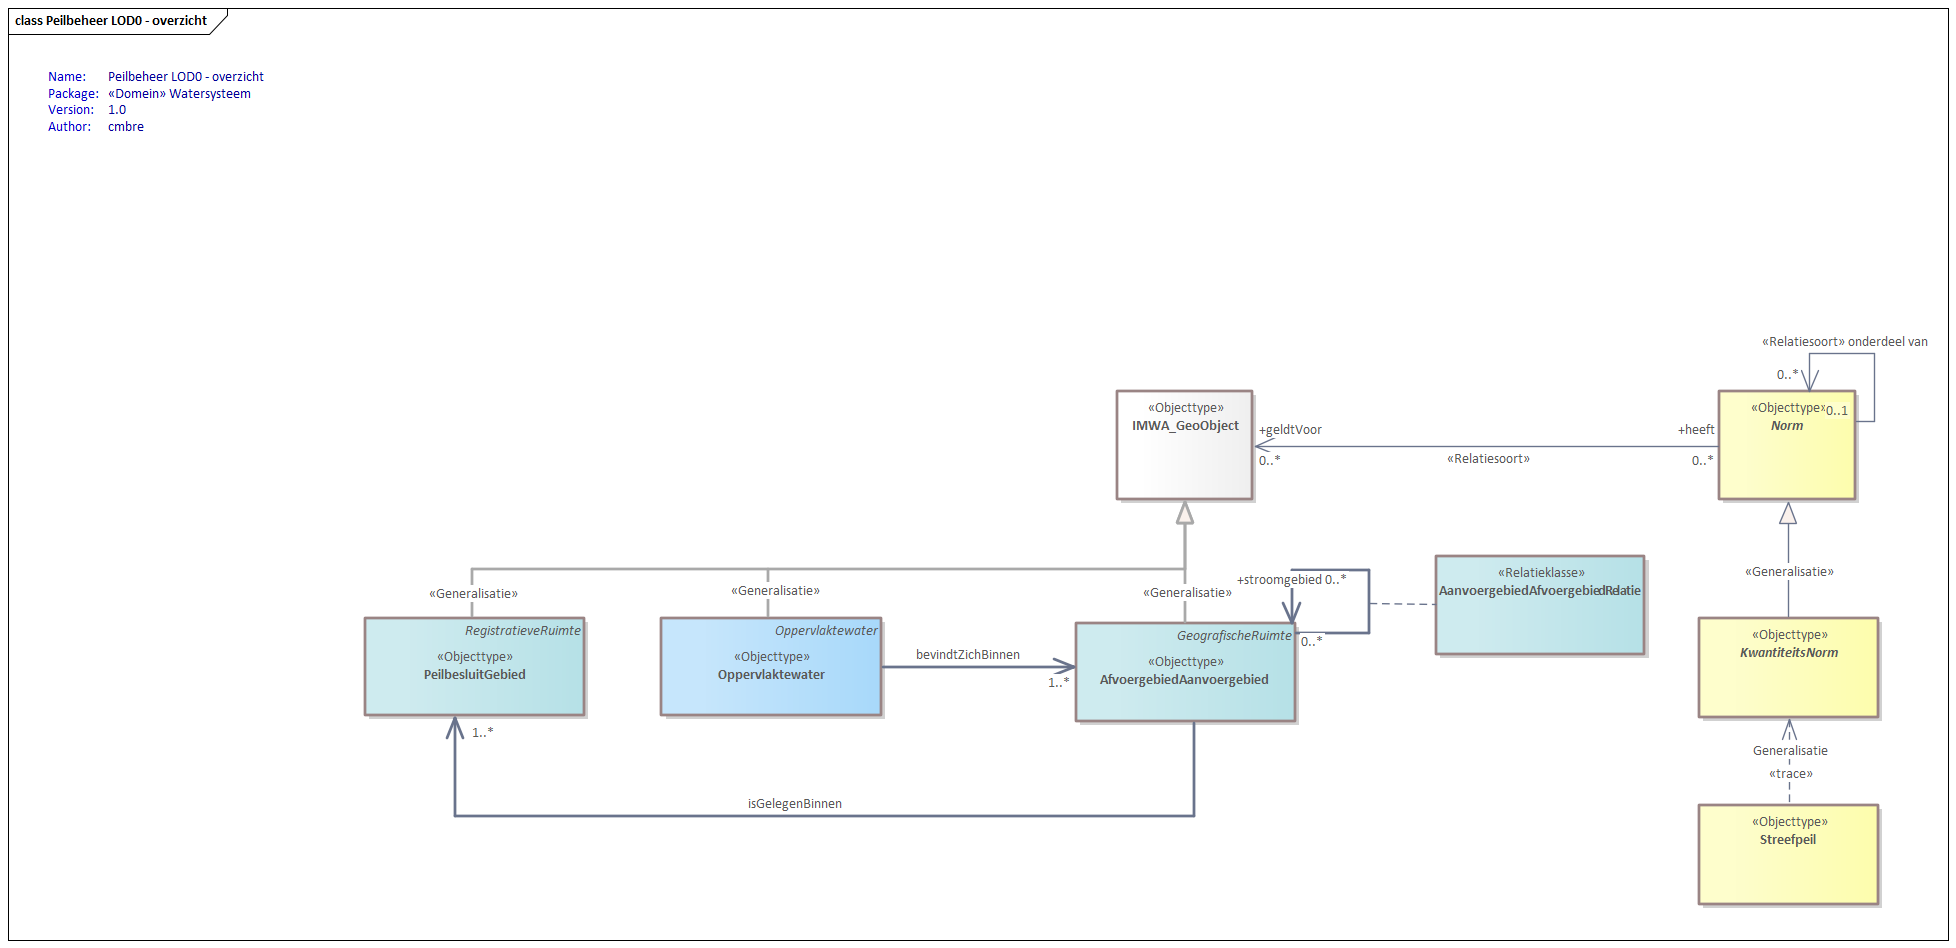 class Peilbeheer LOD0 - overzicht
Name: Peilbeheer LOD0 - overzicht
Package: «Domein» Watersysteem
Version: 1.0
Author: cmbre
«Relatiesoort» onderdeel van
0..*
«Objecttype»
0..1
Norm
«Objecttype»
IMWA_GeoObject
+geldtVoor
+heeft
0..*
«Relatiesoort»
0..*
«Generalisatie»
«Generalisatie»
«Generalisatie»
«Generalisatie»
+stroomgebied 0..*
0..*
«Relatieklasse»
AanvoergebiedAfvoergebiedRelatie
RegistratieveRuimte
«Objecttype»
PeilbesluitGebied
Oppervlaktewater
«Objecttype»
Oppervlaktewater
bevindtZichBinnen
1..*
GeografischeRuimte
«Objecttype»
AfvoergebiedAanvoergebied
«Objecttype»
KwantiteitsNorm
1..*
isGelegenBinnen
Generalisatie
«trace»
«Objecttype»
Streefpeil